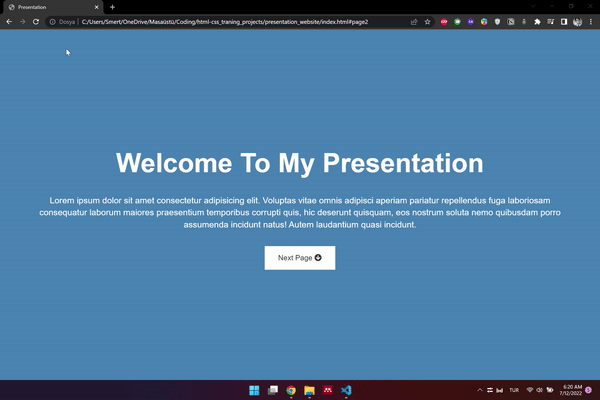 Presentation
Dosya
C:/Users/Smert/OneDrive/Masaüstü/Coding/html-css_traning_projects/presentation_website/index.html#page2
Welcome To My Presentation
Lorem ipsum dolor sit amet consectetur adipisicing elit. Voluptas vitae omnis adipisci aperiam pariatur repellendus fuga laboriosam
consequatur laborum maiores praesentium temporibus corrupti quis, hic deserunt quisquam, eos nostrum soluta nemo quibusdam porro
assumenda incidunt natus! Autem laudantium quasi incidunt.
Next Page
TUR
6:20 AM
7/12/2022